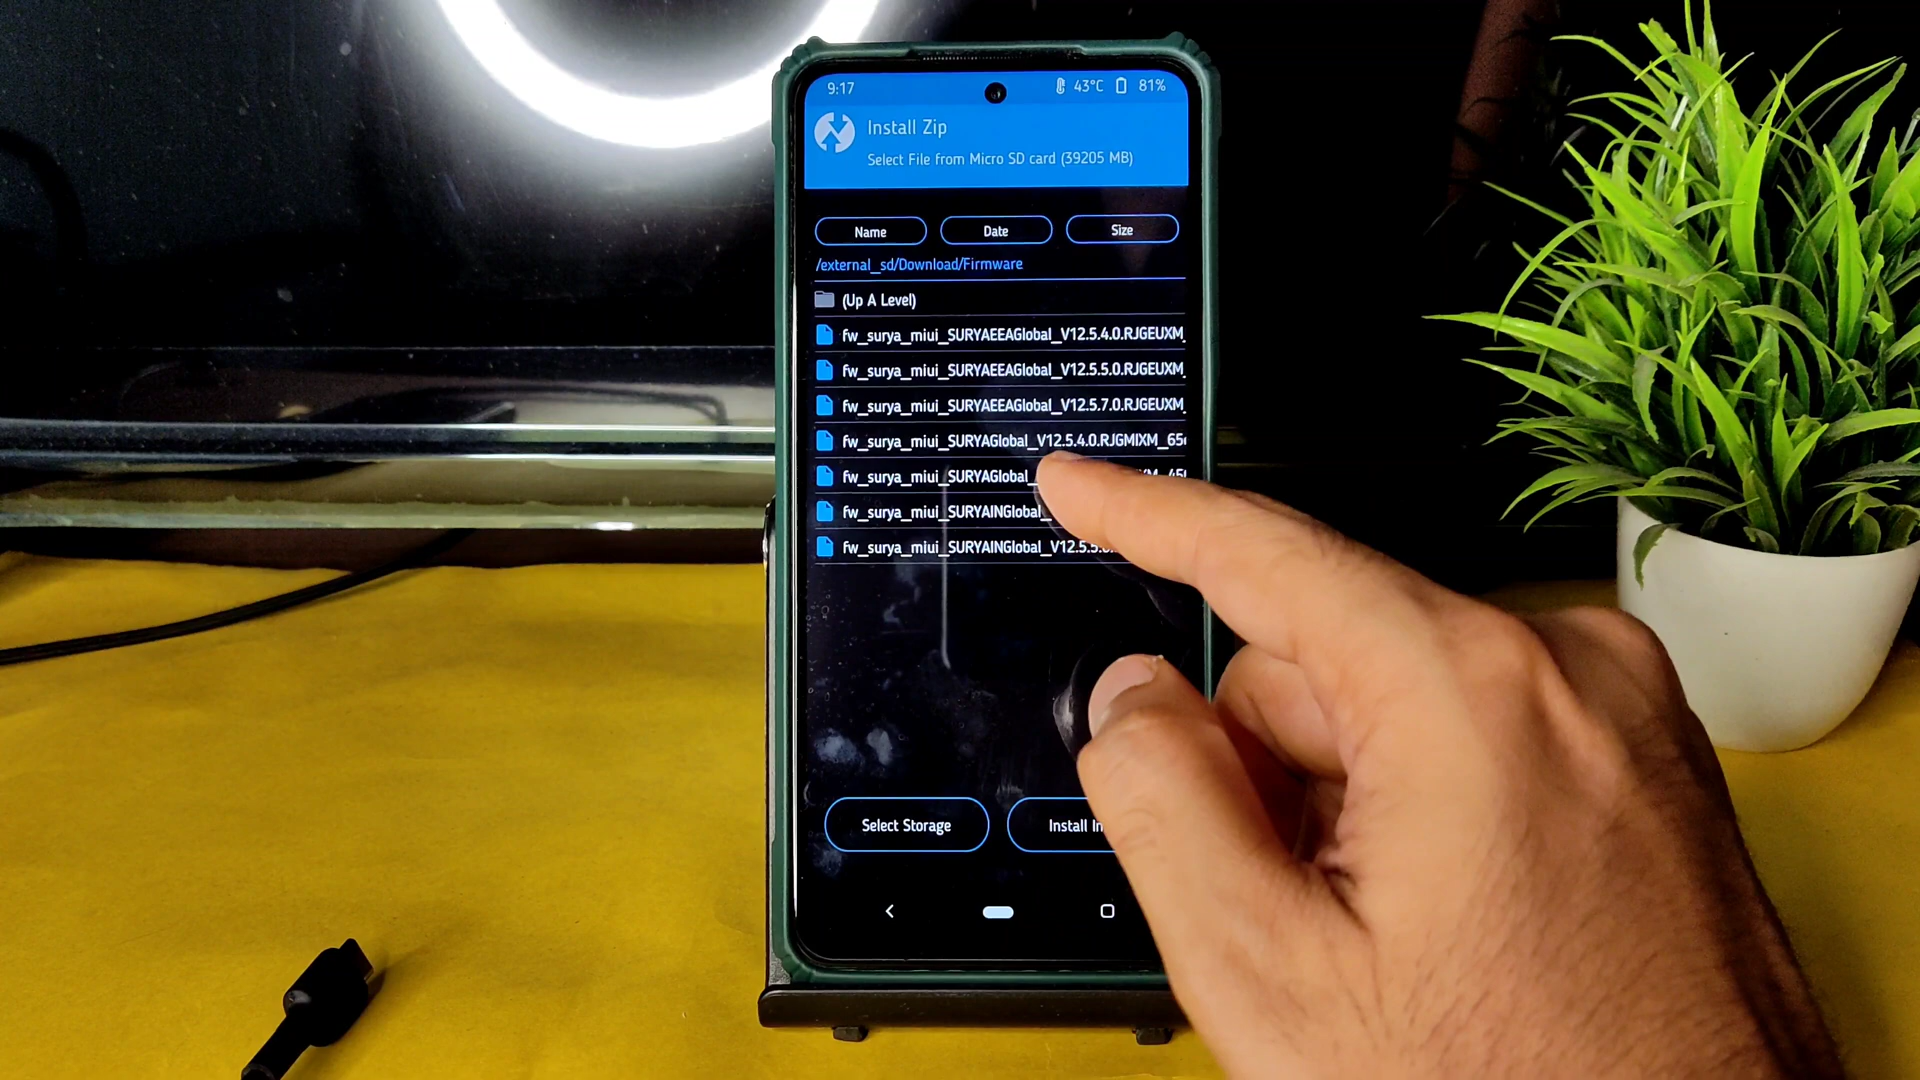 9:17 43°C 81%
Install Zip
Select File from Micro SD card (39205 MB)
Name Date Size
/external_sd/Download/Firmware
(Up A Level)
fw_surya_miui_SURYAEEAGlobal_V12.5.4.0.RJGEUXM_
fw_surya_miui_SURYAEEAGlobal_V12.5.5.0.RJGEUXM_
fw_surya_miui_SURYAEEAGlobal_V12.5.7.0.RJGEUXM_
fw_surya_miui_SURYAGlobal_V12.5.4.0.RJGMIXM_65
fw_surya_miui_SURYAGlobal_
fw_surya_miui_SURYAINGlobal_
fw_surya_miui_SURYAINGlobal_V12.5.5.
Select Storage Install